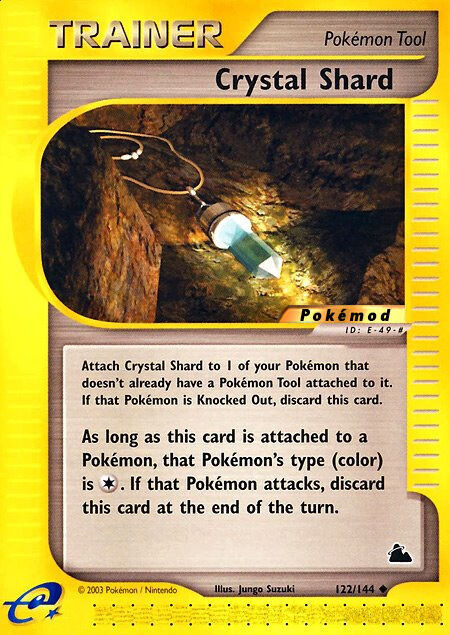 TRAINER
Pokémon Tool
Crystal Shard
Pokémod
ID: E-49-#
Attach Crystal Shard to 1 of your Pokémon that
doesn't already have a Pokémon Tool attached to it.
If that Pokémon is Knocked Out, discard this card.
As long as this card is attached to a
Pokémon, that Pokémon's type (color)
is . If that Pokémon attacks, discard
this card at the end of the turn.
© 2003 Pokémon / Nintendo
Illus. Jungo Suzuki
122/144
e